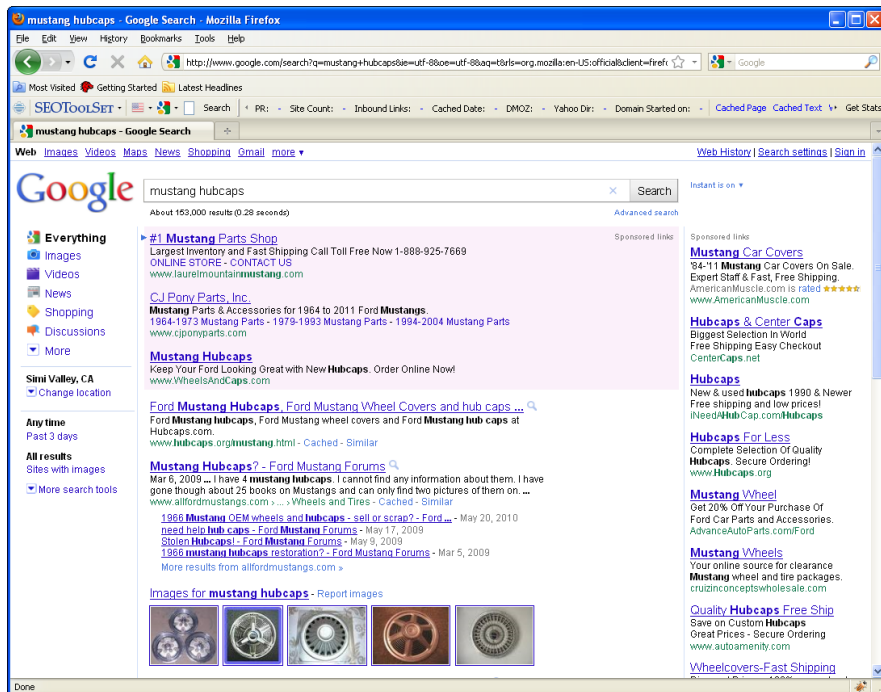 mustang hubcaps - Google Search - Mozilla Firefox
File Edit View History Bookmarks Tools Help
http://www.google.com/search?q=mustang+hubcaps&ie=utf-8&oe=utf-8&aq=t&rls=org.mozilla:en-US:official&client=firef
Google
Most Visited Getting Started Latest Headlines
SEOToolSet Search PR: - Site Count: - Inbound Links: - Cached Date: - DMOZ: - Yahoo Dir: - Domain Started on: - Cached Page Cached Text Get Stats
mustang hubcaps - Google Search
Web Images Videos Maps News Shopping Gmail more
Web History | Search settings | Sign in
Google
mustang hubcaps
Search
Instant is on
About 153,000 results (0.28 seconds)
Advanced search
Everything
Images
Videos
News
Shopping
Discussions
More
Simi Valley, CA
Change location
Any time
Past 3 days
All results
Sites with images
More search tools
Sponsored links
#1 Mustang Parts Shop
Largest Inventory and Fast Shipping Call Toll Free Now 1-888-925-7669
ONLINE STORE - CONTACT US
www.laurelmountainmustang.com
CJ Pony Parts, Inc.
Mustang Parts & Accessories for 1964 to 2011 Ford Mustangs.
1964-1973 Mustang Parts - 1979-1993 Mustang Parts - 1994-2004 Mustang Parts
www.cjponyparts.com
Mustang Hubcaps
Keep Your Ford Looking Great with New Hubcaps. Order Online Now!
www.WheelsAndCaps.com
Ford Mustang Hubcaps, Ford Mustang Wheel Covers and hub caps ...
Ford Mustang Hubcaps, Ford Mustang Wheel covers and Ford Mustang hub caps at
Hubcaps.com.
www.hubcaps.org/mustang.html - Cached - Similar
Mustang Hubcaps? - Ford Mustang Forums
Mar 6, 2009 ... I have 4 mustang hubcaps. I cannot find any information about them. I have
gone though about 25 books on Mustangs and can only find two pictures of them on. ...
www.allfordmustangs.com › ... › Wheels and Tires - Cached - Similar
1966 Mustang OEM wheels and hubcaps - sell or scrap? - Ford ... - May 20, 2010
need help hub caps - Ford Mustang Forums - May 17, 2009
Stolen Hubcaps! - Ford Mustang Forums - May 9, 2009
1966 mustang hubcaps restoration? - Ford Mustang Forums - Mar 5, 2009
More results from allfordmustangs.com »
Images for mustang hubcaps - Report images
Sponsored links
Mustang Car Covers
'84-'11 Mustang Car Covers On Sale.
Expert Staff & Fast, Free Shipping.
AmericanMuscle.com is rated
www.AmericanMuscle.com
Hubcaps & Center Caps
Biggest Selection In World
Free Shipping Easy Checkout
CenterCaps.net
Hubcaps
New & used hubcaps 1990 & Newer
Free shipping and low prices!
iNeedAHubCap.com/Hubcaps
Hubcaps For Less
Complete Selection Of Quality
Hubcaps. Secure Ordering!
www.Hubcaps.org
Mustang Wheel
Get 20% Off Your Purchase Of
Ford Car Parts and Accessories.
AdvanceAutoParts.com/Ford
Mustang Wheels
Your online source for clearance
Mustang wheel and tire packages.
cruizinconceptswholesale.com
Quality Hubcaps Free Ship
Save on Custom Hubcaps
Great Prices - Secure Ordering
www.autoamenity.com
Wheelcovers-Fast Shipping
Done